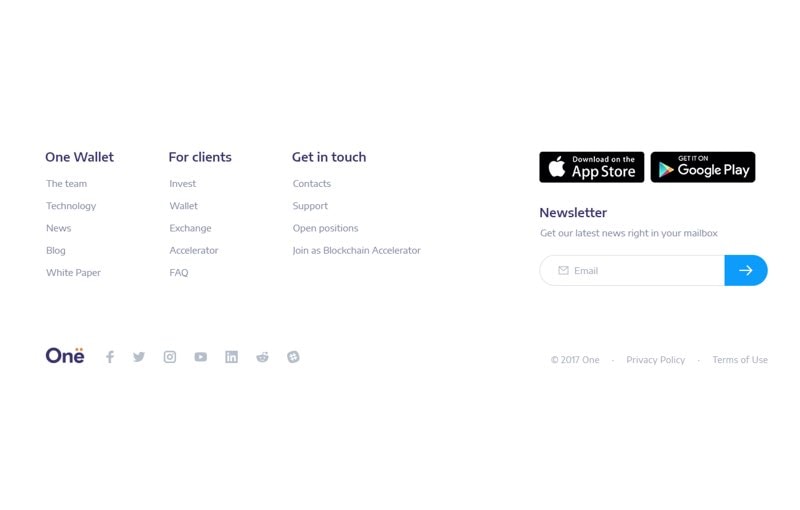 One Wallet
The team
Technology
News
Blog
White Paper
For clients
Invest
Wallet
Exchange
Accelerator
FAQ
Get in touch
Contacts
Support
Open positions
Join as Blockchain Accelerator
Download on the
App Store
GET IT ON
Google Play
Newsletter
Get our latest news right in your mailbox
Email
Onë
© 2017 One · Privacy Policy · Terms of Use